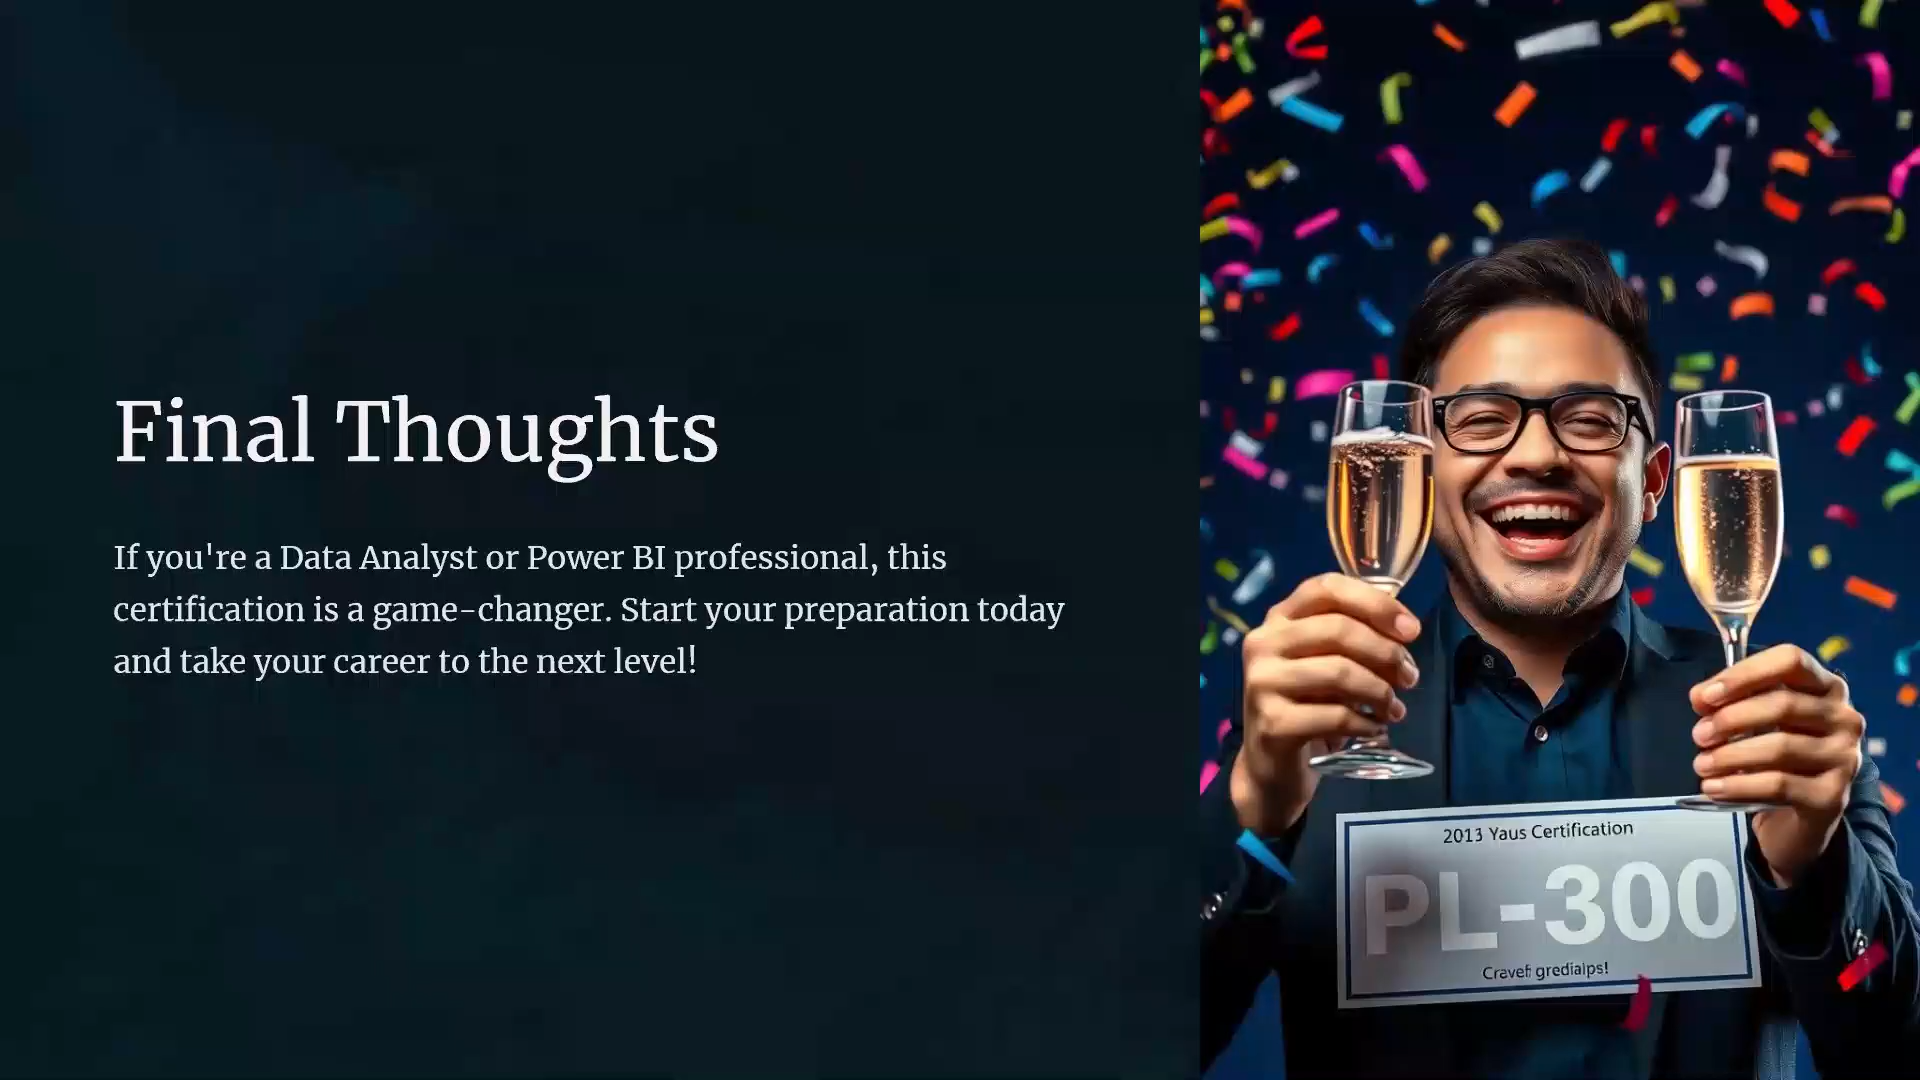 Final Thoughts
If you're a Data Analyst or Power BI professional, this
certification is a game-changer. Start your preparation today
and take your career to the next level!
2013 Yaus Certification
PL-300
Cravef: gredialps!